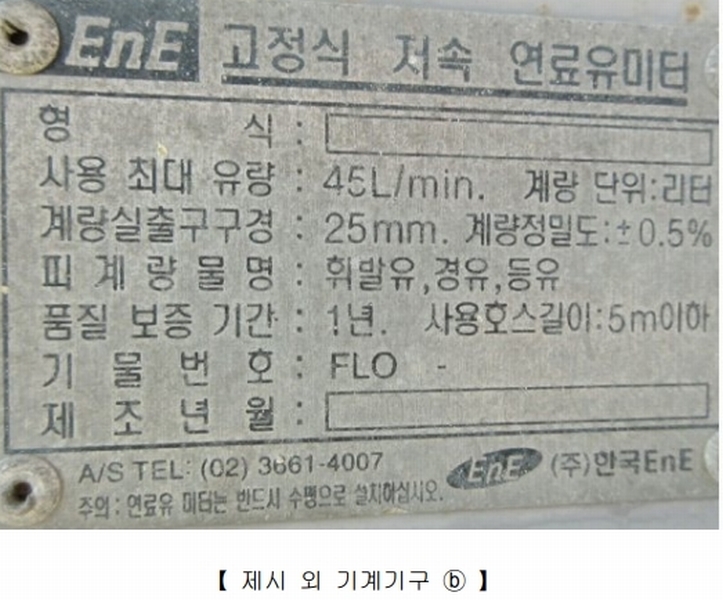 EnE 고정식 저속 연료유미터
형 식 :
사용 최대 유량 : 45L/min. 계량 단위:리터
계량실출구구경 : 25mm. 계량정밀도:±0.5%
피 계 량 물 명 : 휘발유,경유,등유
품질 보증 기간 : 1년. 사용호스길이:5m이하
기 물 번 호 : FLO -
제 조 년 월 :
A/S TEL: (02) 3661-4007 EnE (주)한국EnE
주의 : 연료유 미터는 반드시 수평으로 설치하십시오.
【 제시 외 기계기구 ⓑ 】